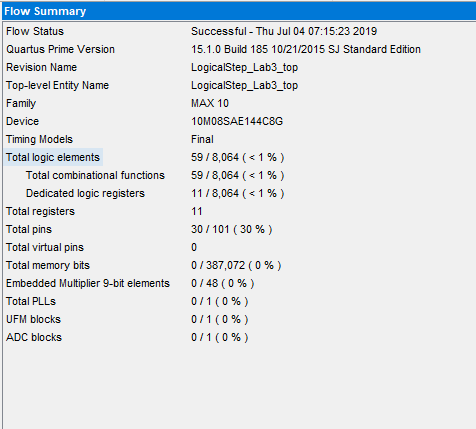 Flow Summary
Flow Status Successful - Thu Jul 04 07:15:23 2019
Quartus Prime Version 15.1.0 Build 185 10/21/2015 SJ Standard Edition
Revision Name LogicalStep_Lab3_top
Top-level Entity Name LogicalStep_Lab3_top
Family MAX 10
Device 10M08SAE144C8G
Timing Models Final
Total logic elements 59 / 8,064 ( < 1 % )
Total combinational functions 59 / 8,064 ( < 1 % )
Dedicated logic registers 11 / 8,064 ( < 1 % )
Total registers 11
Total pins 30 / 101 ( 30 % )
Total virtual pins 0
Total memory bits 0 / 387,072 ( 0 % )
Embedded Multiplier 9-bit elements 0 / 48 ( 0 % )
Total PLLs 0 / 1 ( 0 % )
UFM blocks 0 / 1 ( 0 % )
ADC blocks 0 / 1 ( 0 % )